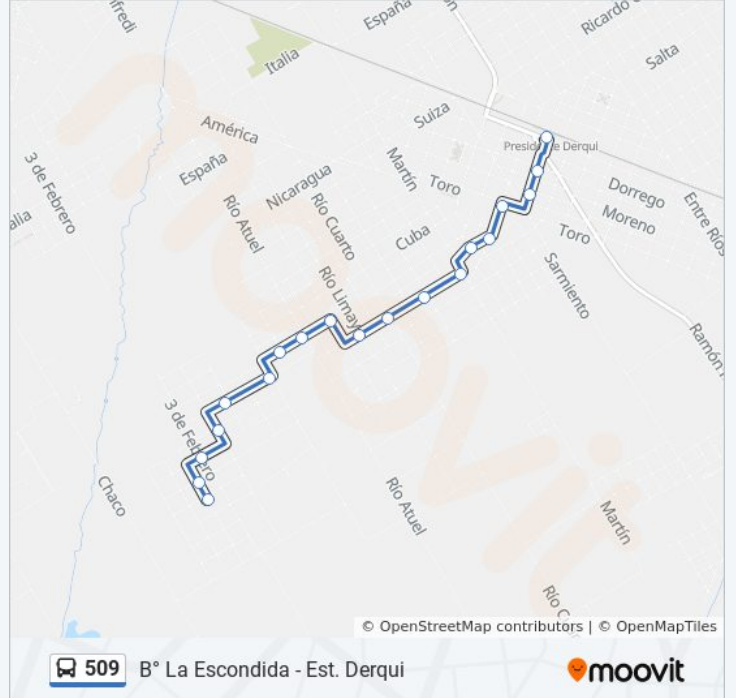 España
Ricardo
Italia
Salta
Suiza
América
Presidente Derqui
España
Martín
3 de Febrero
Nicaragua
Toro
Dorrego
Río Atuel
Río Cuarto
Moreno
Entre Ríos
Cuba
Toro
Río Limay
Sarmiento
Ramón
3 de Febrero
Chaco
Río Atuel
Martín
moovit
© OpenStreetMap contributors | © OpenMapTiles
509 B° La Escondida - Est. Derqui
moovit